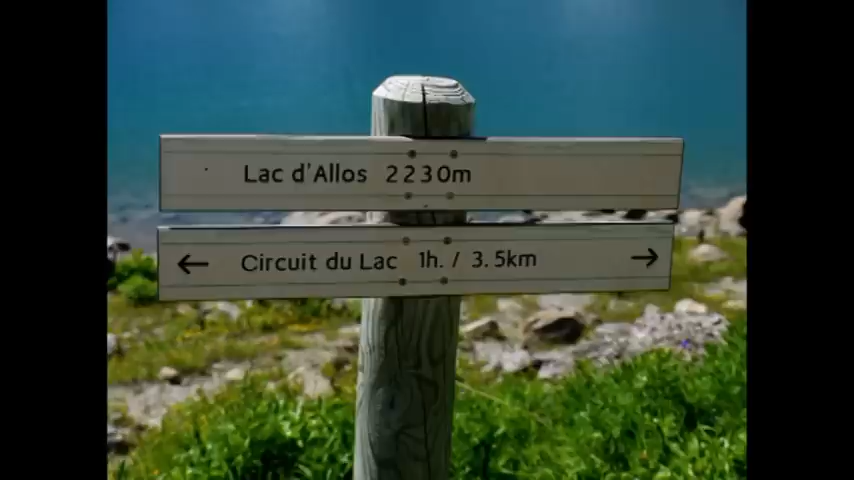 Lac d'Allos 2230m
← Circuit du Lac 1h. / 3.5km →